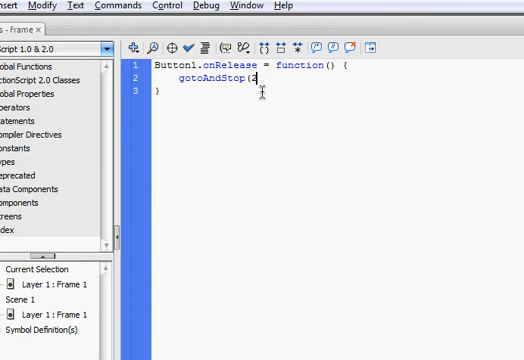 nsert Modify Text Commands Control Debug Window Help
s - Frame ×
Script 1.0 & 2.0
obal Functions
ctionScript 2.0 Classes
obal Properties
perators
tatements
ompiler Directives
onstants
ypes
eprecated
ata Components
omponents
creens
dex
Current Selection
Layer 1 : Frame 1
Scene 1
Layer 1 : Frame 1
Symbol Definition(s)
1 Button1.onRelease = function() {
2 gotoAndStop(2
3 }